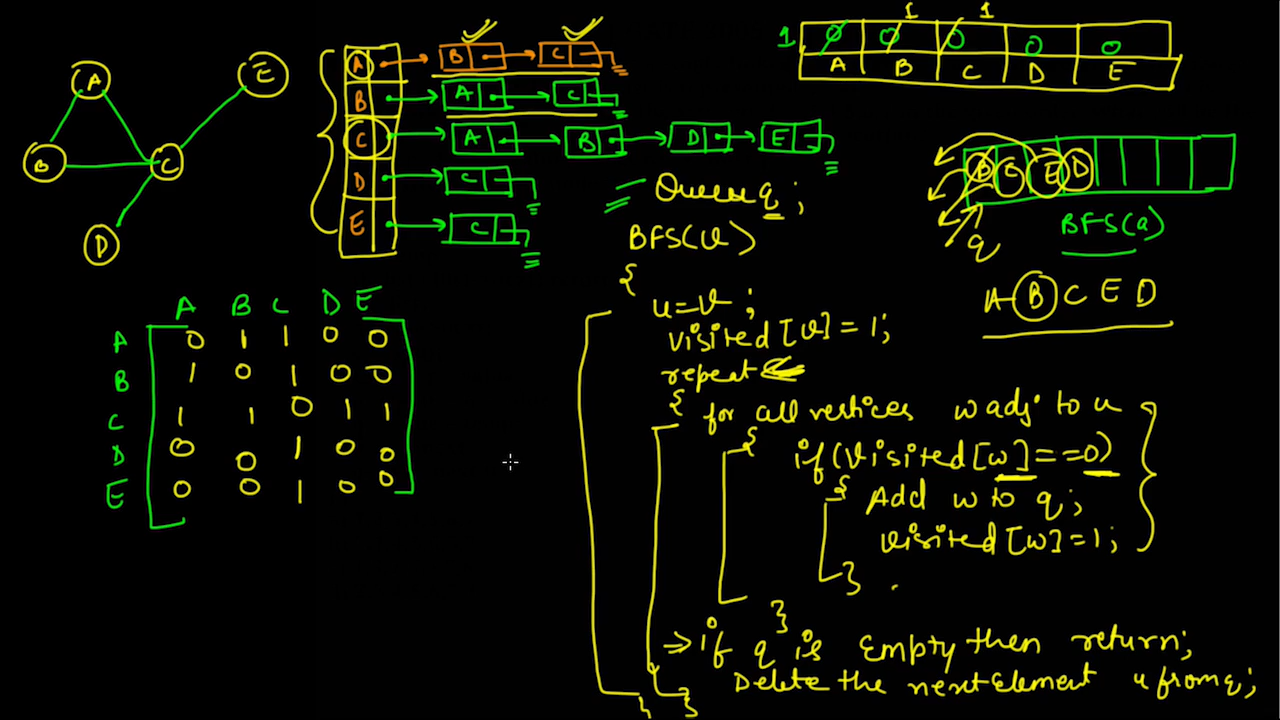 A
B
C
D
E
A B C
B A C
C A B D E
D C
E C
1 1
1 0 0 0 0 0
A B C D E
B C E D
q
BFS(a)
A B C E D
Queue q;
BFS(v)
{
u=v;
visited[v]=1;
repeat
{ for all vertices w adj to u
{ if(visited[w]==0)
{ Add w to q;
visited[w]=1;
}
}
⇒ if q is Empty then return;
Delete the next Element u from q;
}
}
A B C D E
A 0 1 1 0 0
B 1 0 1 0 0
C 1 1 0 1 1
D 0 0 1 0 0
E 0 0 1 0 0